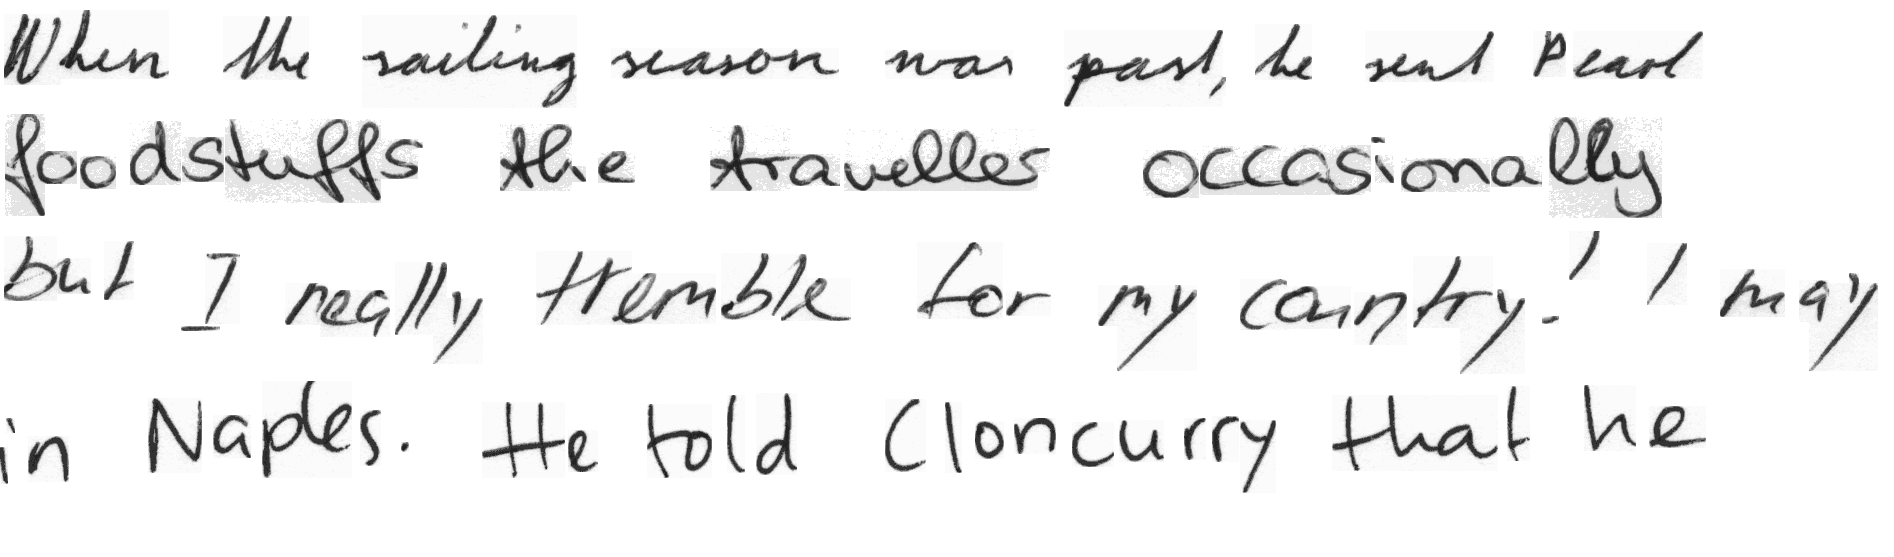 When the sailing season was past, he sent Pearl
foodstuffs the traveller occasionally
but I really tremble for my country.' I may
in Naples. He told Cloncurry that he